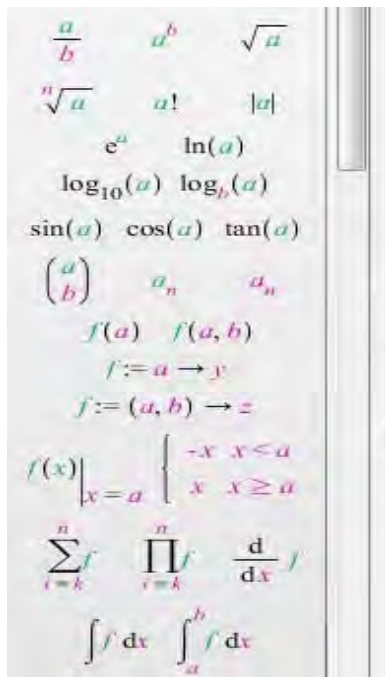 a/b a^b √a
ⁿ√a a! |a|
e^a ln(a)
log₁₀(a) log_b(a)
sin(a) cos(a) tan(a)
(a b) a_n a_n
f(a) f(a, b)
f := a → y
f := (a, b) → z
f(x)|x = a { -x x ≤ a
x x ≥ a
∑ i = k n f ∏ i = k n f d/dx f
∫ f dx ∫_a^b f dx